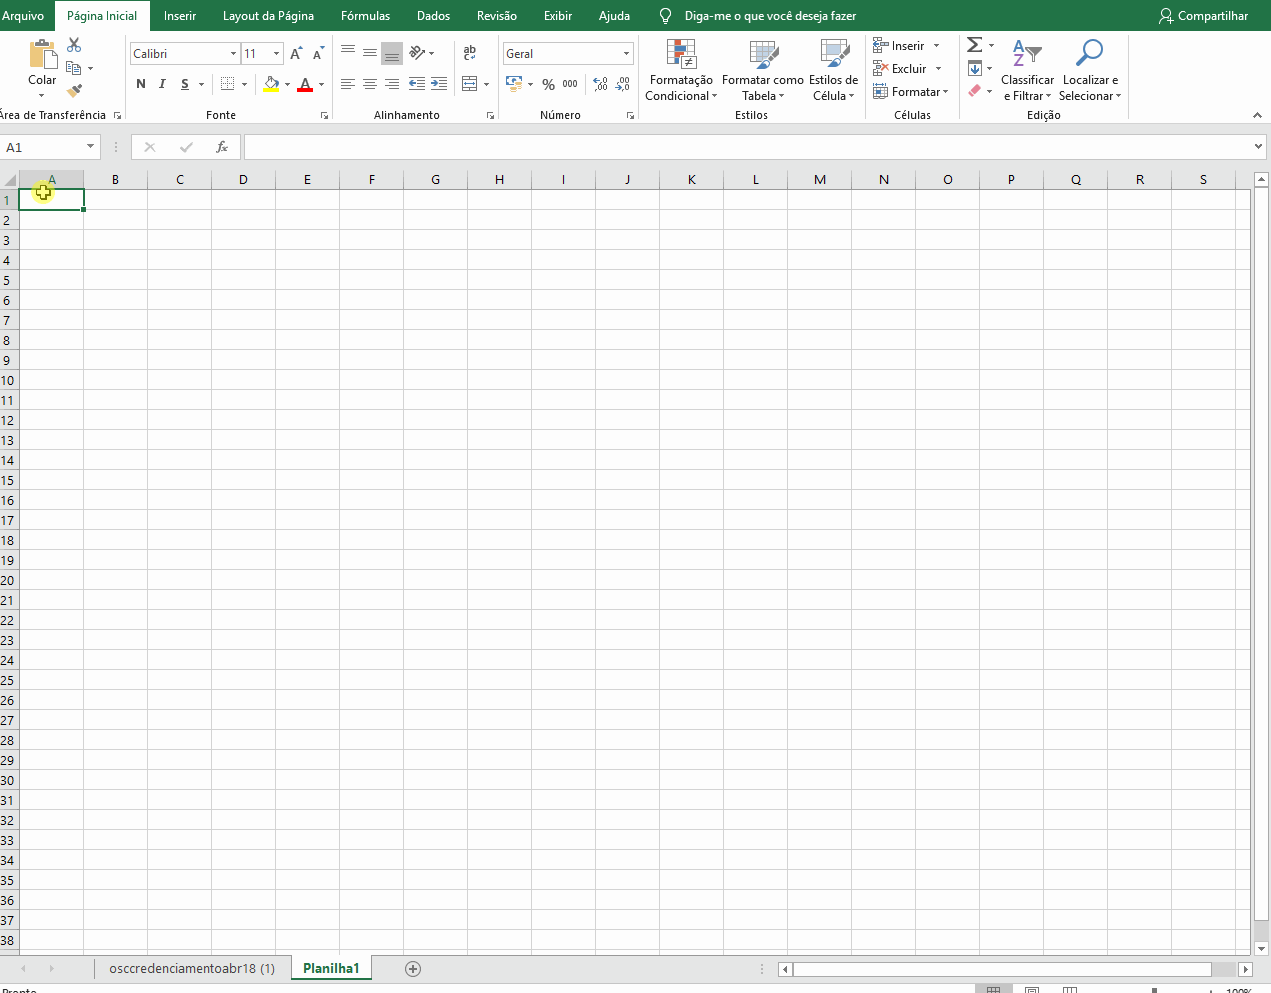 Arquivo Página Inicial Inserir Layout da Página Fórmulas Dados Revisão Exibir Ajuda Diga-me o que você deseja fazer Compartilhar
Colar
Calibri 11
N I S
ab
Geral
% 000
Formatação Condicional
Formatar como Tabela
Estilos de Célula
Inserir
Excluir
Formatar
Classificar e Filtrar
Localizar e Selecionar
Área de Transferência Fonte Alinhamento Número Estilos Células Edição
A1 fx
A B C D E F G H I J K L M N O P Q R S
1
2
3
4
5
6
7
8
9
10
11
12
13
14
15
16
17
18
19
20
21
22
23
24
25
26
27
28
29
30
31
32
33
34
35
36
37
38
osccredenciamentoabr18 (1) Planilha1
Pronto 100%